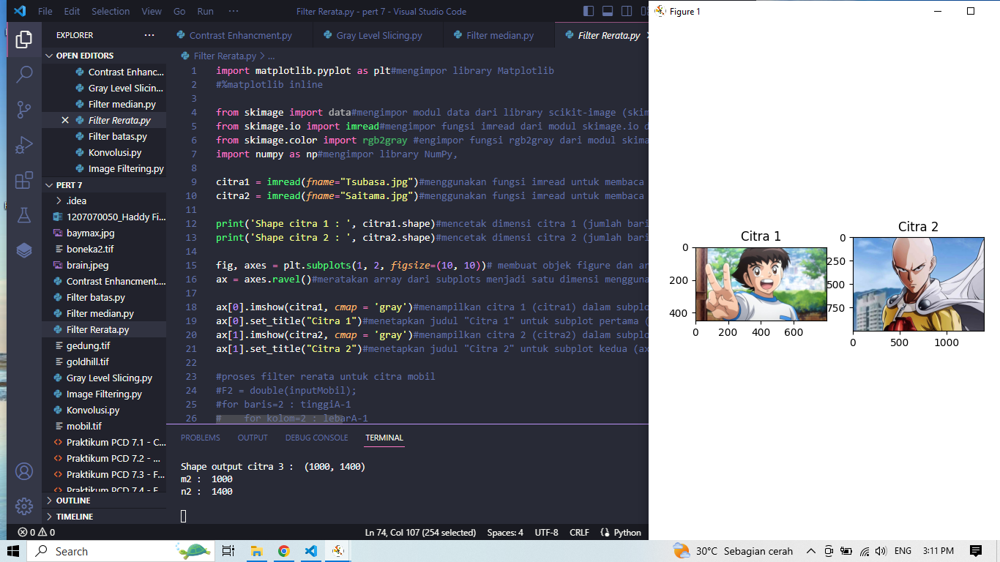 File Edit Selection View Go Run ··· Filter Rerata.py - pert 7 - Visual Studio Code
EXPLORER ···
OPEN EDITORS
Contrast Enhanc...
Gray Level Slicin...
Filter median.py
Filter Rerata.py
Filter batas.py
Konvolusi.py
Image Filtering.py
PERT 7
.idea
1207070050_Haddy Fi...
baymax.jpg
boneka2.tif
brain.jpeg
Contrast Enhancment....
Filter batas.py
Filter median.py
Filter Rerata.py
gedung.tif
goldhill.tif
Gray Level Slicing.py
Image Filtering.py
Konvolusi.py
mobil.tif
Praktikum PCD 7.1 - C...
Praktikum PCD 7.2 - ...
Praktikum PCD 7.3 - F...
Praktikum PCD 7.4 - F
OUTLINE
TIMELINE
Contrast Enhancment.py Gray Level Slicing.py Filter median.py Filter Rerata.py
Filter Rerata.py > ...
1 import matplotlib.pyplot as plt#mengimpor library Matplotlib
2 #%matplotlib inline
3
4 from skimage import data#mengimpor modul data dari library scikit-image (skim
5 from skimage.io import imread#mengimpor fungsi imread dari modul skimage.io d
6 from skimage.color import rgb2gray #engimpor fungsi rgb2gray dari modul skima
7 import numpy as np#mengimpor library NumPy,
8
9 citra1 = imread(fname="Tsubasa.jpg")#menggunakan fungsi imread untuk membaca
10 citra2 = imread(fname="Saitama.jpg")#menggunakan fungsi imread untuk membaca
11
12 print('Shape citra 1 : ', citra1.shape)#mencetak dimensi citra 1 (jumlah bari
13 print('Shape citra 2 : ', citra2.shape)#mencetak dimensi citra 2 (jumlah bari
14
15 fig, axes = plt.subplots(1, 2, figsize=(10, 10))# membuat objek figure dan ar
16 ax = axes.ravel()#meratakan array dari subplots menjadi satu dimensi mengguna
17
18 ax[0].imshow(citra1, cmap = 'gray')#menampilkan citra 1 (citra1) dalam subplo
19 ax[0].set_title("Citra 1")#menetapkan judul "Citra 1" untuk subplot pertama (
20 ax[1].imshow(citra2, cmap = 'gray')#menampilkan citra 2 (citra2) dalam subplo
21 ax[1].set_title("Citra 2")#menetapkan judul "Citra 2" untuk subplot kedua (ax
22
23 #proses filter rerata untuk citra mobil
24 #F2 = double(inputMobil);
25 #for baris=2 : tinggiA-1
26 #    for kolom=2 : lebarA-1
PROBLEMS OUTPUT DEBUG CONSOLE TERMINAL
Shape output citra 3 :  (1000, 1400)
m2 :  1000
n2 :  1400
0 0 Ln 74, Col 107 (254 selected) Spaces: 4 UTF-8 CRLF Python
Figure 1
Citra 1
0
200
400
0 200 400 600
Citra 2
0
250
500
750
0 500 1000
Search 30°C Sebagian cerah ENG 3:11 PM